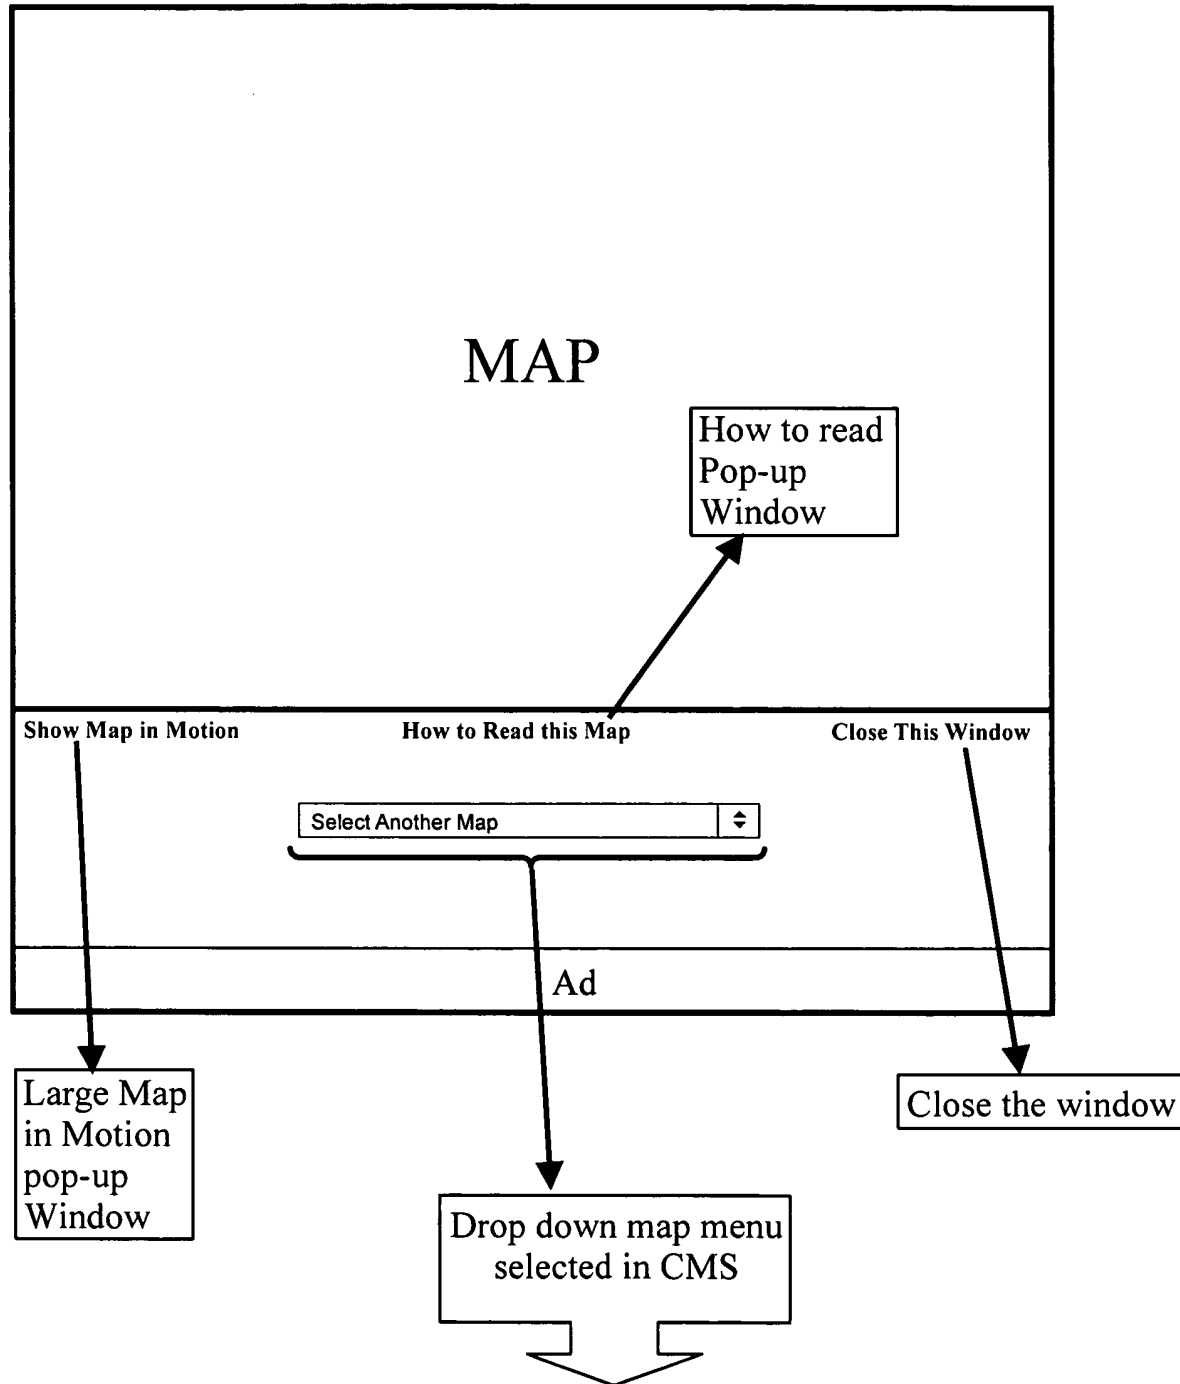 MAP
How to read
Pop-up
Window
Show Map in Motion
How to Read this Map
Close This Window
Select Another Map
Ad
Large Map
in Motion
pop-up
Window
Close the window
Drop down map menu
selected in CMS